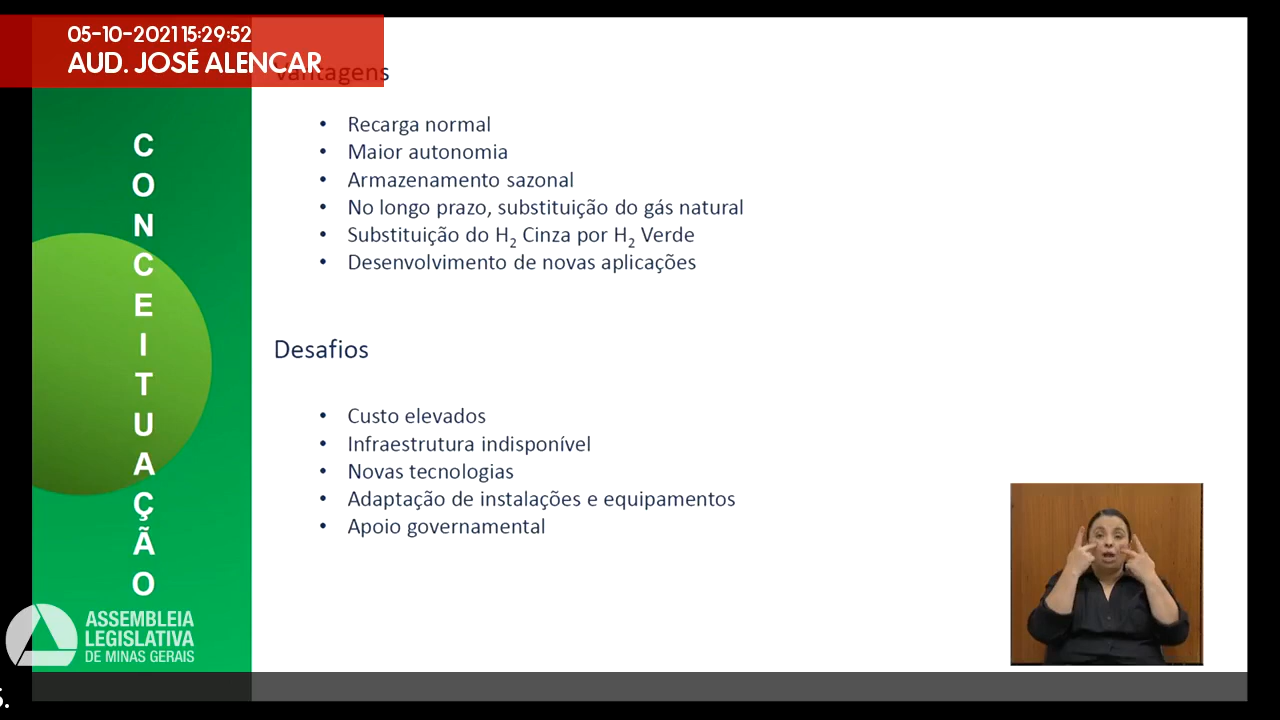 05-10-2021 15:29:52
AUD. JOSÉ ALENCAR
Vantagens
• Recarga normal
• Maior autonomia
• Armazenamento sazonal
• No longo prazo, substituição do gás natural
• Substituição do H₂ Cinza por H₂ Verde
• Desenvolvimento de novas aplicações
Desafios
• Custo elevados
• Infraestrutura indisponível
• Novas tecnologias
• Adaptação de instalações e equipamentos
• Apoio governamental
CONCEITUAÇÃO
ASSEMBLEIA
LEGISLATIVA
DE MINAS GERAIS